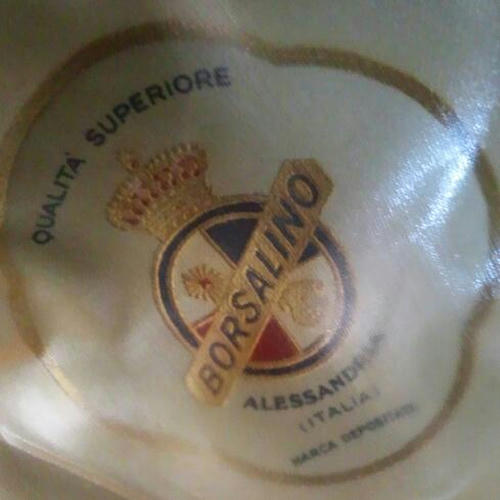 QUALITA' SUPERIORE
BORSALINO
ALESSANDRIA
(ITALIA)
MARCA DEPOSITATA